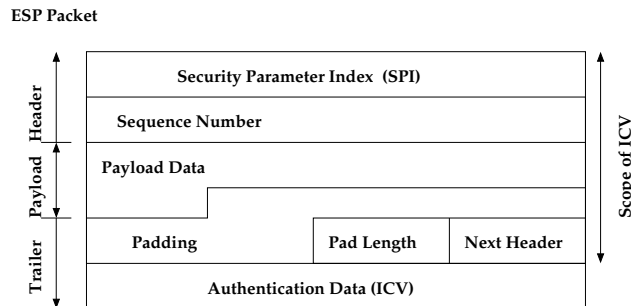 ESP Packet
Security Parameter Index (SPI)
Sequence Number
Payload Data
Padding
Pad Length
Next Header
Authentication Data (ICV)
Header
Payload
Trailer
Scope of ICV